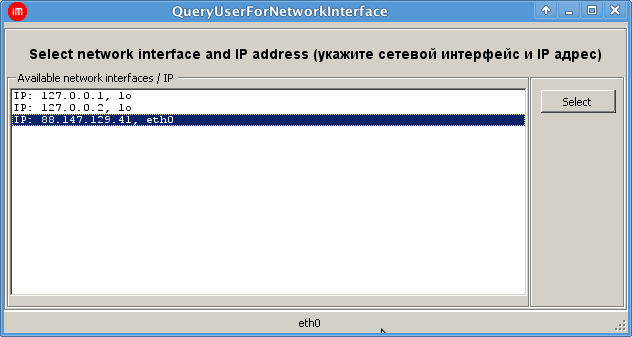 iM
QueryUserForNetworkInterface
Select network interface and IP address (укажите сетевой интерфейс и IP адрес)
Available network interfaces / IP
IP: 127.0.0.1, lo
IP: 127.0.0.2, lo
IP: 88.147.129.41, eth0
Select
eth0